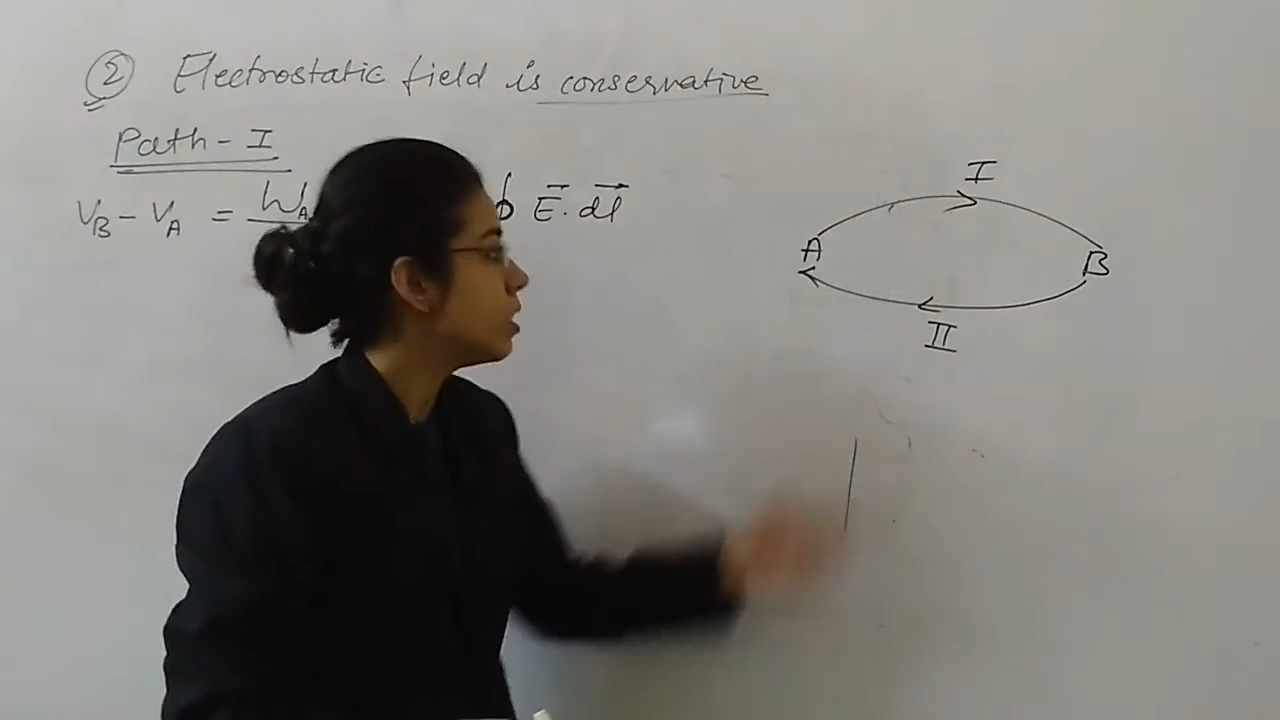 ② Electrostatic field is conservative
Path - I
V_B - V_A = W_A ∮ E⃗ . dl⃗
I
A
B
II